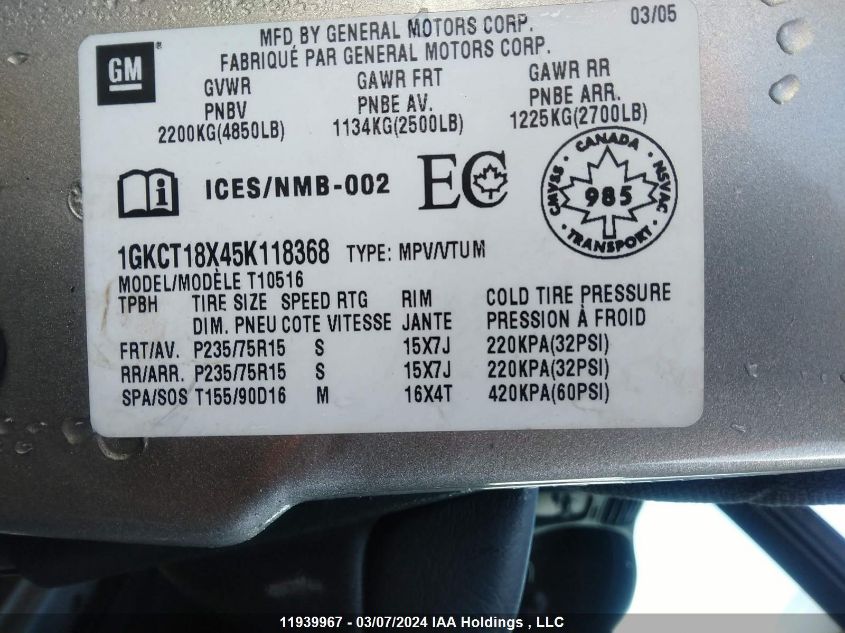 MFD BY GENERAL MOTORS CORP. 03/05
FABRIQUÉ PAR GENERAL MOTORS CORP.
GM
GVWR GAWR FRT GAWR RR
PNBV PNBE AV. PNBE ARR.
2200KG(4850LB) 1134KG(2500LB) 1225KG(2700LB)
i ICES/NMB-002 EC
CANADA
CMVSS 985 NSVAC
TRANSPORT
1GKCT18X45K118368 TYPE: MPV/VTUM
MODEL/MODÈLE T10516
TPBH TIRE SIZE SPEED RTG RIM COLD TIRE PRESSURE
DIM. PNEU COTE VITESSE JANTE PRESSION À FROID
FRT/AV. P235/75R15 S 15X7J 220KPA(32PSI)
RR/ARR. P235/75R15 S 15X7J 220KPA(32PSI)
SPA/SOS T155/90D16 M 16X4T 420KPA(60PSI)
11939967 - 03/07/2024 IAA Holdings , LLC